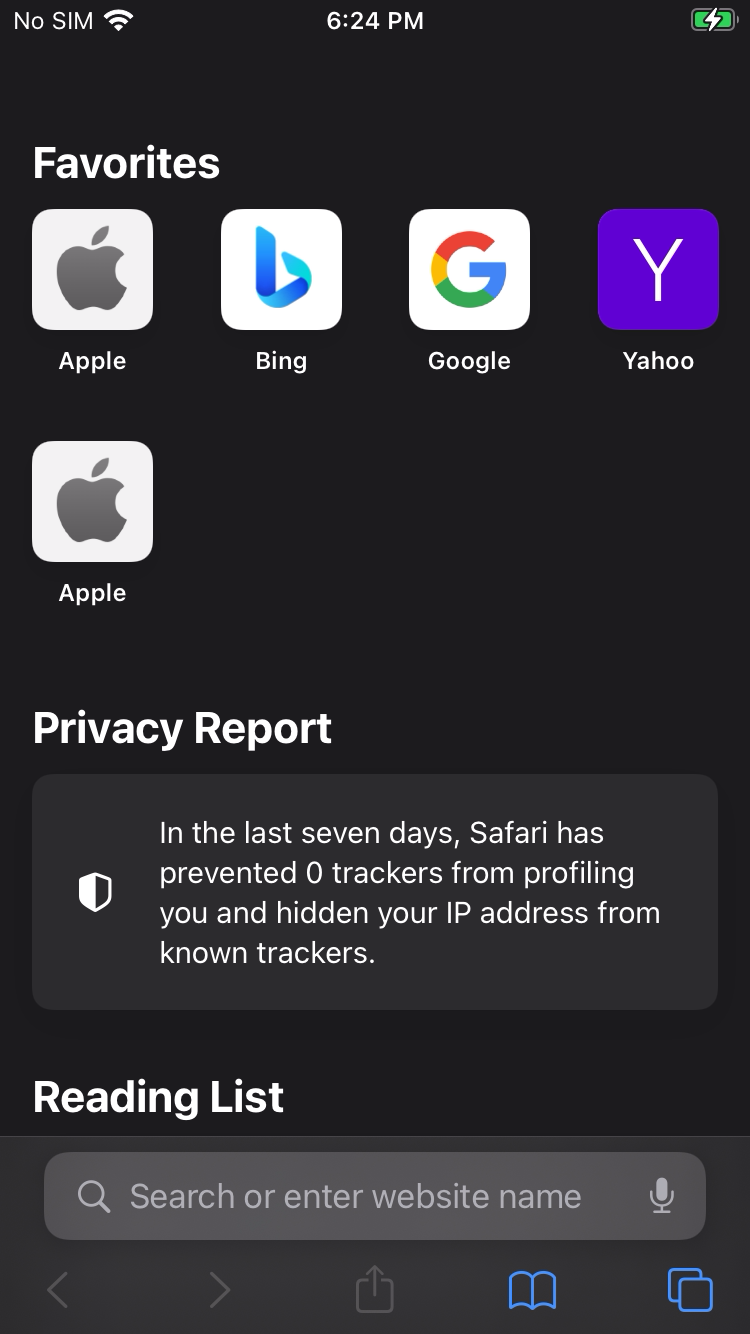 No SIM 6:24 PM
Favorites
Apple Bing Google Yahoo
Apple
Privacy Report
In the last seven days, Safari has
prevented 0 trackers from profiling
you and hidden your IP address from
known trackers.
Reading List
Search or enter website name